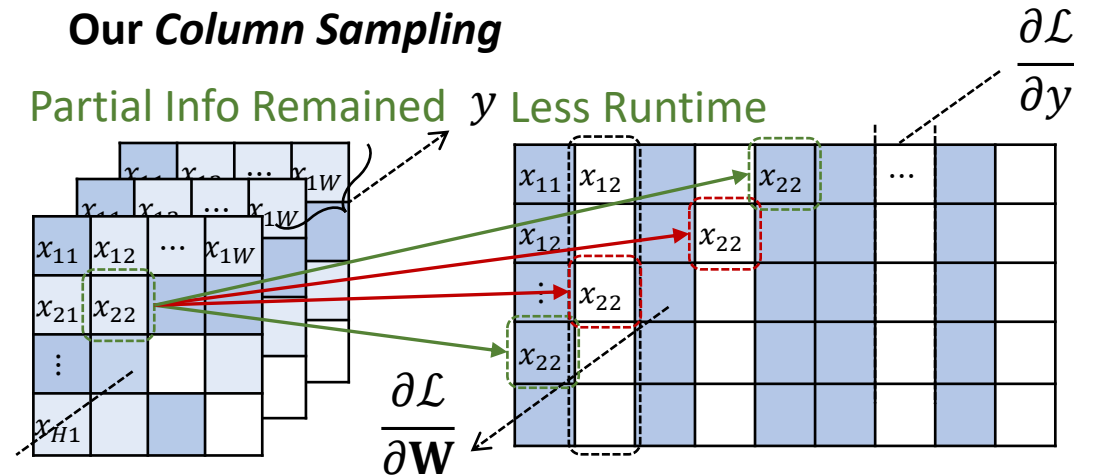 Our Column Sampling
∂ℒ
∂y
Partial Info Remained y Less Runtime
x₁₁ x₁₂ ⋯ x₁W
x₁₁ x₁₂ ⋯ x₁W
x₁₁ x₁₂ ⋯ x₁W
x₂₁ x₂₂
⋮
x_H1
x₁₁ x₁₂ x₂₂ ⋯
x₁₂ x₂₂
⋮ x₂₂
x₂₂
∂ℒ
∂W